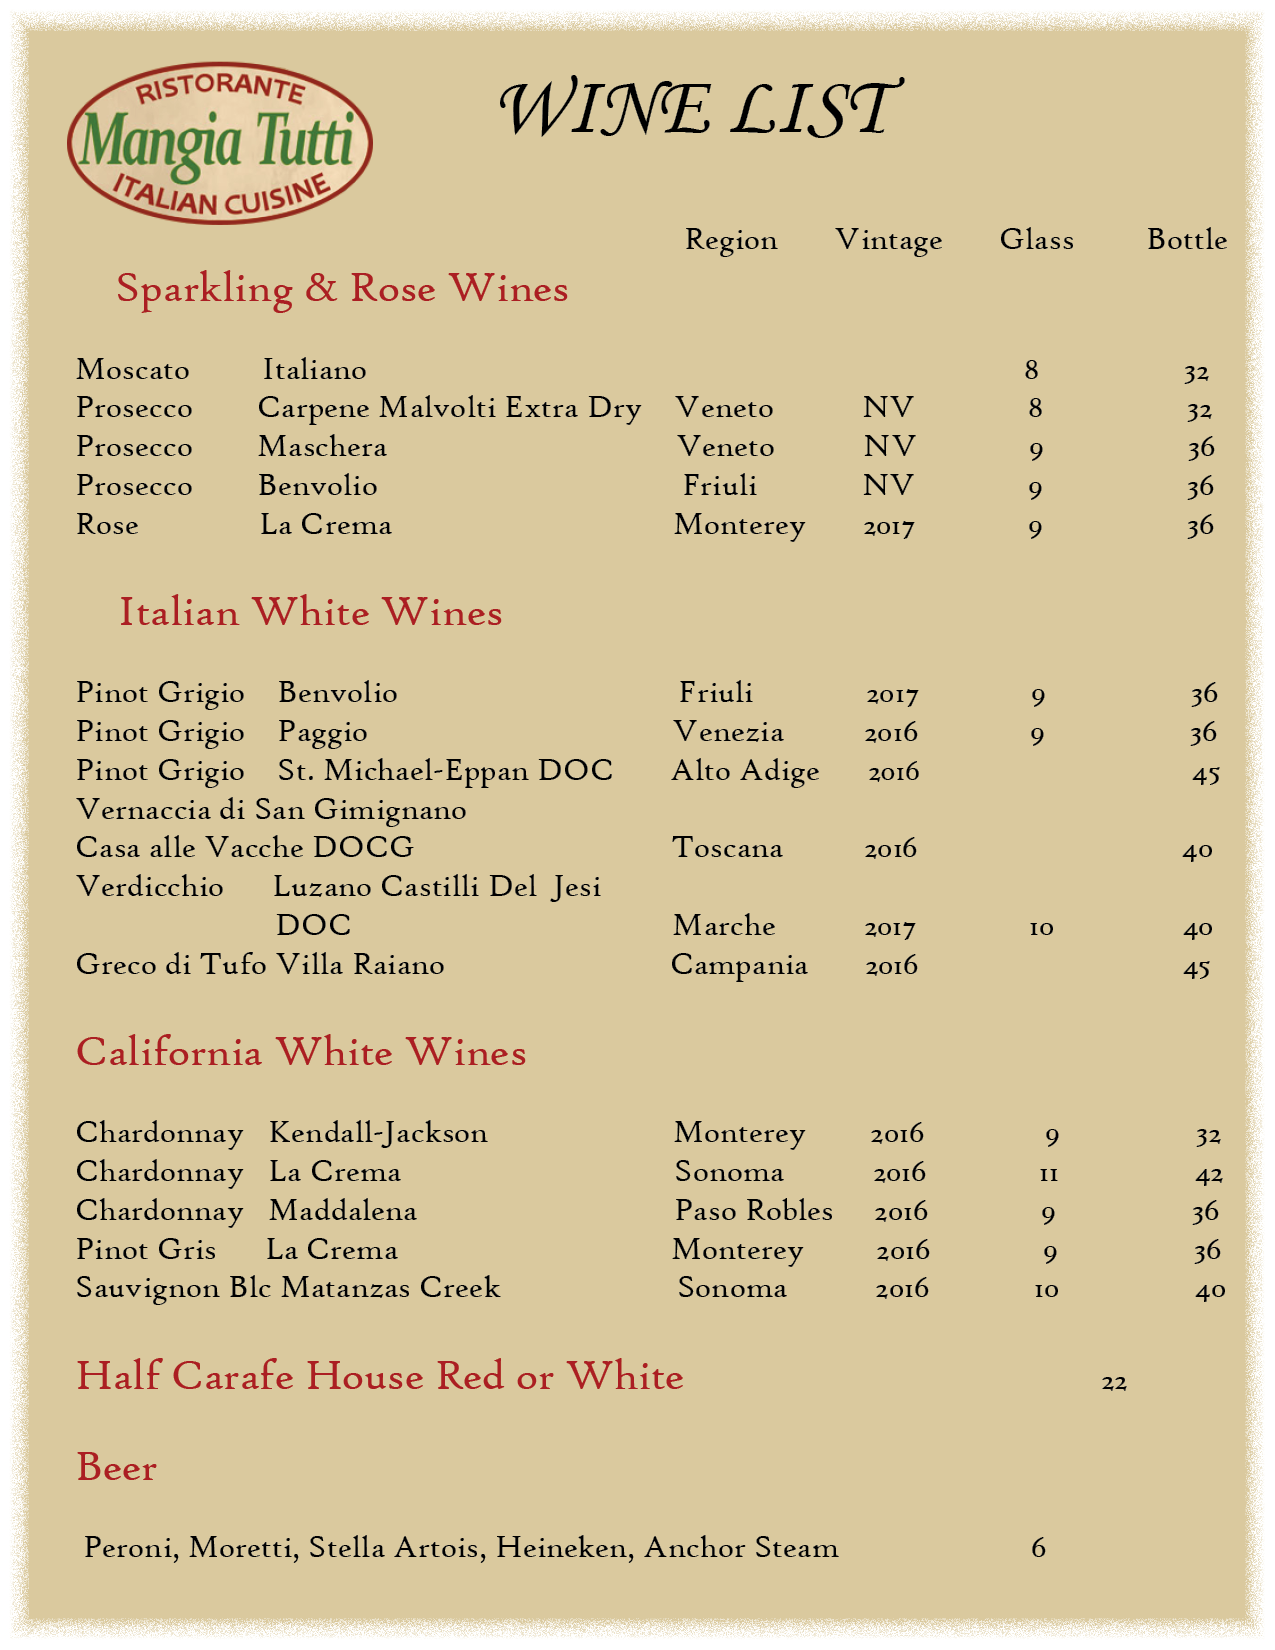 RISTORANTE
Mangia Tutti
ITALIAN CUISINE
WINE LIST
Region Vintage Glass Bottle
Sparkling & Rose Wines
Moscato Italiano 8 32
Prosecco Carpene Malvolti Extra Dry Veneto NV 8 32
Prosecco Maschera Veneto NV 9 36
Prosecco Benvolio Friuli NV 9 36
Rose La Crema Monterey 2017 9 36
Italian White Wines
Pinot Grigio Benvolio Friuli 2017 9 36
Pinot Grigio Paggio Venezia 2016 9 36
Pinot Grigio St. Michael-Eppan DOC Alto Adige 2016 45
Vernaccia di San Gimignano
Casa alle Vacche DOCG Toscana 2016 40
Verdicchio Luzano Castilli Del Jesi
DOC Marche 2017 10 40
Greco di Tufo Villa Raiano Campania 2016 45
California White Wines
Chardonnay Kendall-Jackson Monterey 2016 9 32
Chardonnay La Crema Sonoma 2016 11 42
Chardonnay Maddalena Paso Robles 2016 9 36
Pinot Gris La Crema Monterey 2016 9 36
Sauvignon Blc Matanzas Creek Sonoma 2016 10 40
Half Carafe House Red or White 22
Beer
Peroni, Moretti, Stella Artois, Heineken, Anchor Steam 6